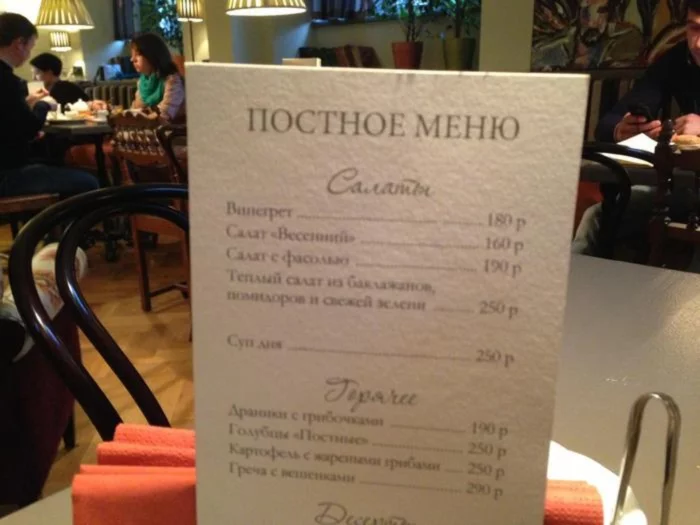 ПОСТНОЕ МЕНЮ
Салаты
Винегрет ........ 180 р
Салат «Весенний» ........ 160 р
Салат с фасолью ........ 190 р
Теплый салат из баклажанов,
помидоров и свежей зелени ........ 250 р
Суп дня ........ 250 р
Горячее
Драники с грибочками ........ 190 р
Голубцы «Постные» ........ 250 р
Картофель с жареными грибами ........ 250 р
Греча с вешенками ........ 290 р
Десерты